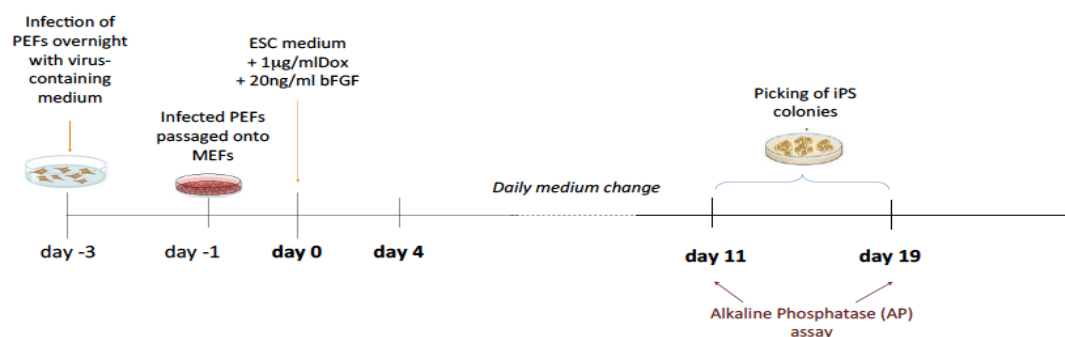 Infection of
PEFs overnight
with virus-
containing
medium
Infected PEFs
passaged onto
MEFs
ESC medium
+ 1µg/mlDox
+ 20ng/ml bFGF
Daily medium change
Picking of iPS
colonies
day -3
day -1
day 0
day 4
day 11
day 19
Alkaline Phosphatase (AP)
assay